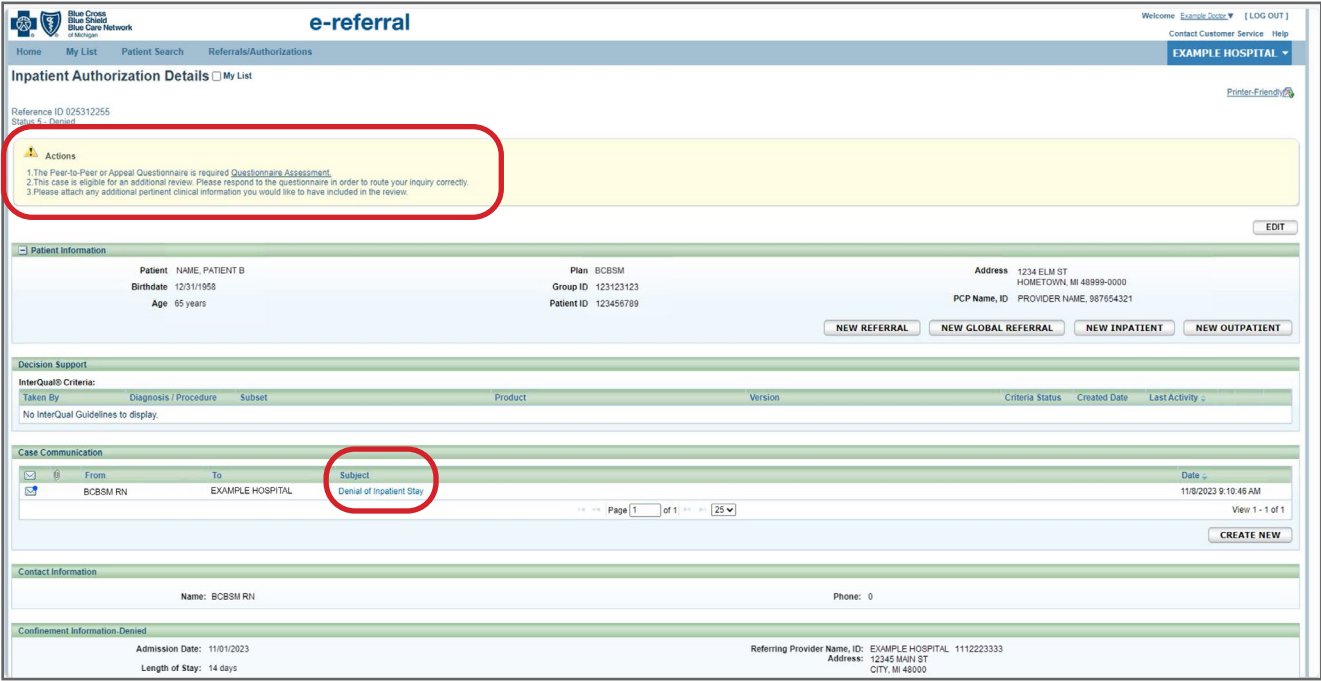 Blue Cross
Blue Shield
Blue Care Network
of Michigan
e-referral
Welcome Example Doctor ▼ [ LOG OUT ]
Contact Customer Service Help
Home My List Patient Search Referrals/Authorizations
EXAMPLE HOSPITAL
Inpatient Authorization Details My List
Printer-Friendly
Reference ID 025312255
Status 5 - Denied
Actions
1.The Peer-to-Peer or Appeal Questionnaire is required Questionnaire Assessment.
2.This case is eligible for an additional review. Please respond to the questionnaire in order to route your inquiry correctly.
3.Please attach any additional pertinent clinical information you would like to have included in the review.
EDIT
Patient Information
Patient NAME, PATIENT B Plan BCBSM Address 1234 ELM ST
HOMETOWN, MI 48999-0000
Birthdate 12/31/1958 Group ID 123123123
Age 65 years Patient ID 123456789 PCP Name, ID PROVIDER NAME, 987654321
NEW REFERRAL NEW GLOBAL REFERRAL NEW INPATIENT NEW OUTPATIENT
Decision Support
InterQual® Criteria:
Taken By Diagnosis / Procedure Subset Product Version Criteria Status Created Date Last Activity
No InterQual Guidelines to display.
Case Communication
From To Subject Date
BCBSM RN EXAMPLE HOSPITAL Denial of Inpatient Stay 11/8/2023 9:10:46 AM
Page 1 of 1 25 View 1 - 1 of 1
CREATE NEW
Contact Information
Name: BCBSM RN Phone: 0
Confinement Information-Denied
Admission Date: 11/01/2023 Referring Provider Name, ID: EXAMPLE HOSPITAL 1112223333
Address: 12345 MAIN ST
Length of Stay: 14 days CITY, MI 48000